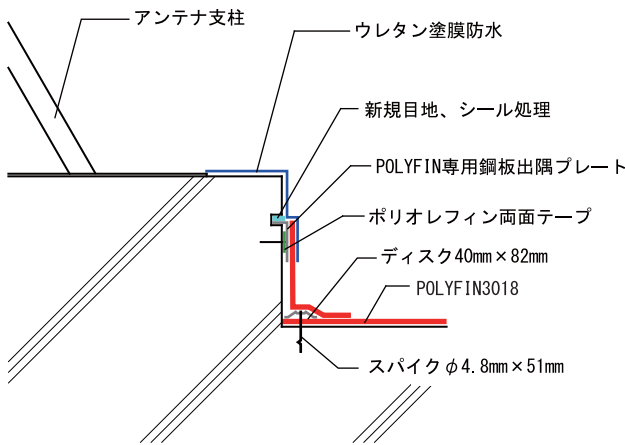 アンテナ支柱
ウレタン塗膜防水
新規目地、シール処理
POLYFIN専用鋼板出隅プレート
ポリオレフィン両面テープ
ディスク40mm×82mm
POLYFIN3018
スパイクφ4.8mm×51mm